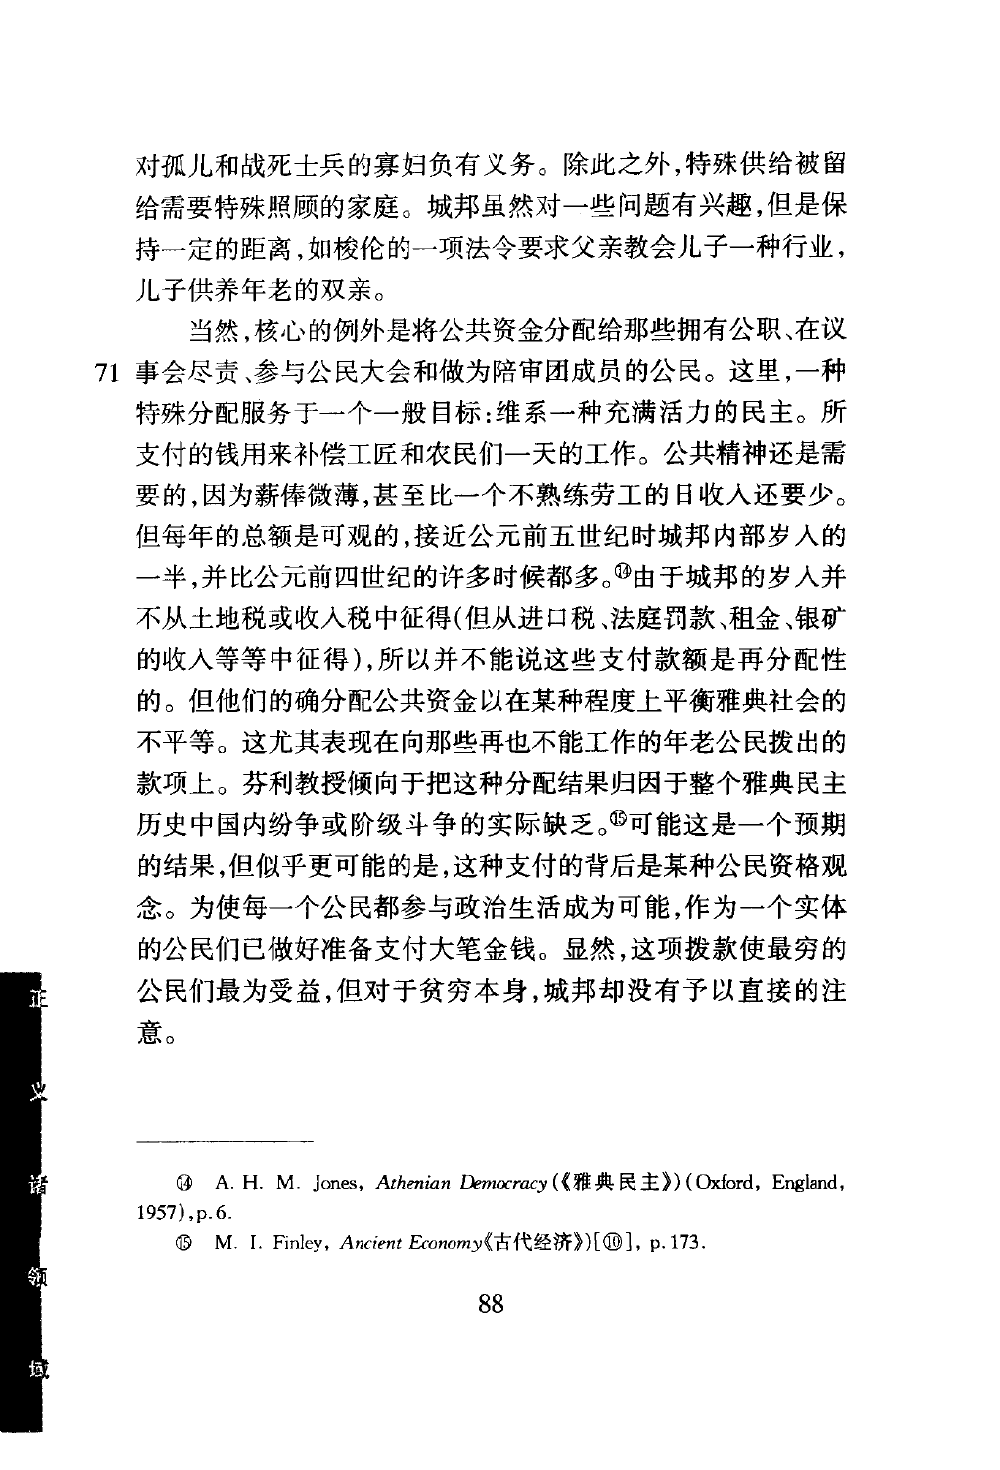 对孤儿和战死士兵的寡妇负有义务。除此之外,特殊供给被留
给需要特殊照顾的家庭。城邦虽然对一些问题有兴趣,但是保
持一定的距离,如梭伦的一项法令要求父亲教会儿子一种行业,
儿子供养年老的双亲。
当然,核心的例外是将公共资金分配给那些拥有公职、在议
71 事会尽责、参与公民大会和做为陪审团成员的公民。这里,一种
特殊分配服务于一个一般目标:维系一种充满活力的民主。所
支付的钱用来补偿工匠和农民们一天的工作。公共精神还是需
要的,因为薪俸微薄,甚至比一个不熟练劳工的日收入还要少。
但每年的总额是可观的,接近公元前五世纪时城邦内部岁入的
一半,并比公元前四世纪的许多时候都多。⑭由于城邦的岁入并
不从土地税或收入税中征得(但从进口税、法庭罚款、租金、银矿
的收入等等中征得),所以并不能说这些支付款额是再分配性
的。但他们的确分配公共资金以在某种程度上平衡雅典社会的
不平等。这尤其表现在向那些再也不能工作的年老公民拨出的
款项上。芬利教授倾向于把这种分配结果归因于整个雅典民主
历史中国内纷争或阶级斗争的实际缺乏。⑮可能这是一个预期
的结果,但似乎更可能的是,这种支付的背后是某种公民资格观
念。为使每一个公民都参与政治生活成为可能,作为一个实体
的公民们已做好准备支付大笔金钱。显然,这项拨款使最穷的
公民们最为受益,但对于贫穷本身,城邦却没有予以直接的注
意。
⑭ A. H. M. Jones, Athenian Democracy(《雅典民主》)(Oxford, England,
1957),p.6.
⑮ M. I. Finley, Ancient Economy《古代经济》)[⑩], p.173.
88
正
义
诸
领
域